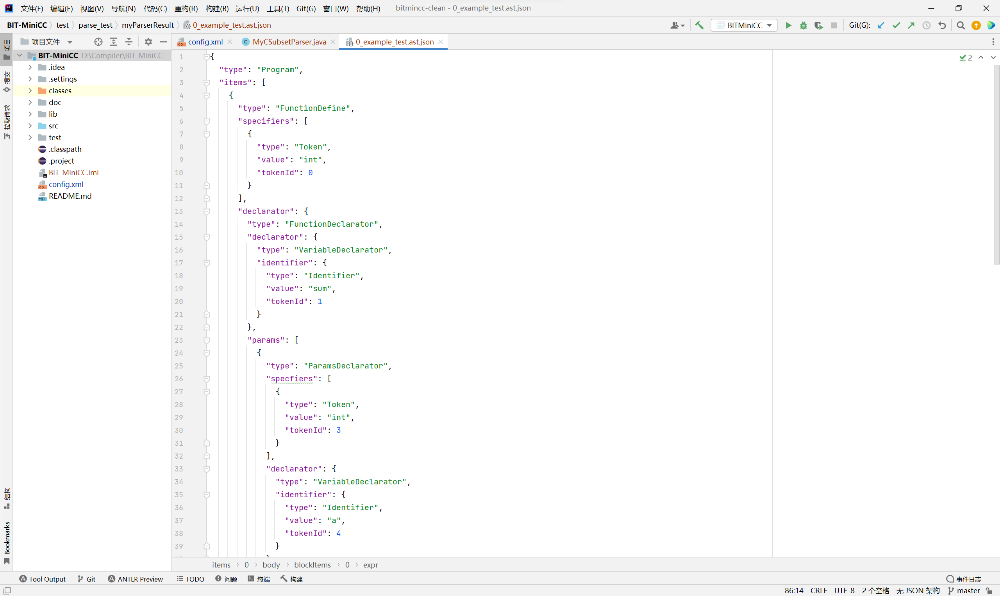 文件(F) 编辑(E) 视图(V) 导航(N) 代码(C) 重构(R) 构建(B) 运行(U) 工具(T) Git(G) 窗口(W) 帮助(H) bitmincc-clean - 0_example_test.ast.json
BIT-MiniCC test parse_test myParserResult 0_example_test.ast.json BITMiniCC Git(G):
项目文件 config.xml MyCSubsetParser.java 0_example_test.ast.json
项目
提交
拉取请求
结构
Bookmarks
BIT-MiniCC D:\Compiler\BIT-MiniCC
.idea
.settings
classes
doc
lib
src
test
.classpath
.project
BIT-MiniCC.iml
config.xml
README.md
2
1 {
2 "type": "Program",
3 "items": [
4 {
5 "type": "FunctionDefine",
6 "specifiers": [
7 {
8 "type": "Token",
9 "value": "int",
10 "tokenId": 0
11 }
12 ],
13 "declarator": {
14 "type": "FunctionDeclarator",
15 "declarator": {
16 "type": "VariableDeclarator",
17 "identifier": {
18 "type": "Identifier",
19 "value": "sum",
20 "tokenId": 1
21 }
22 },
23 "params": [
24 {
25 "type": "ParamsDeclarator",
26 "specfiers": [
27 {
28 "type": "Token",
29 "value": "int",
30 "tokenId": 3
31 }
32 ],
33 "declarator": {
34 "type": "VariableDeclarator",
35 "identifier": {
36 "type": "Identifier",
37 "value": "a",
38 "tokenId": 4
39 }
items 0 body blockItems 0 expr
Tool Output Git ANTLR Preview TODO 问题 终端 构建 事件日志
86:14 CRLF UTF-8 2 个空格 无 JSON 架构 master